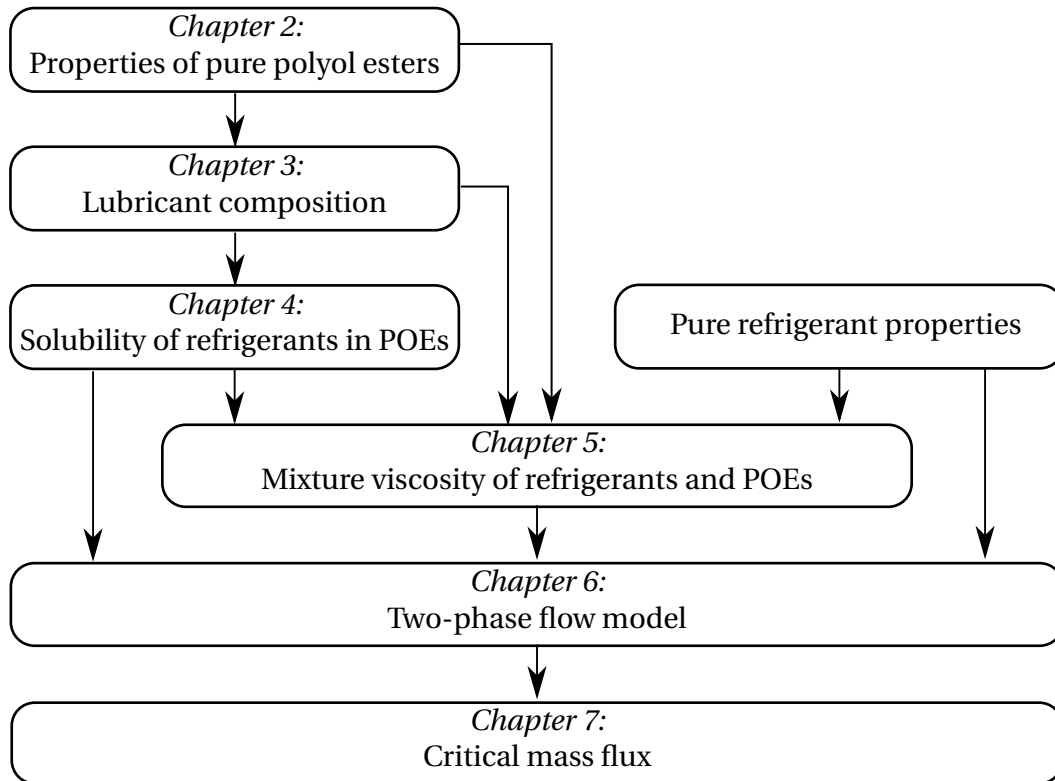 Chapter 2:
Properties of pure polyol esters
Chapter 3:
Lubricant composition
Chapter 4:
Solubility of refrigerants in POEs
Pure refrigerant properties
Chapter 5:
Mixture viscosity of refrigerants and POEs
Chapter 6:
Two-phase flow model
Chapter 7:
Critical mass flux